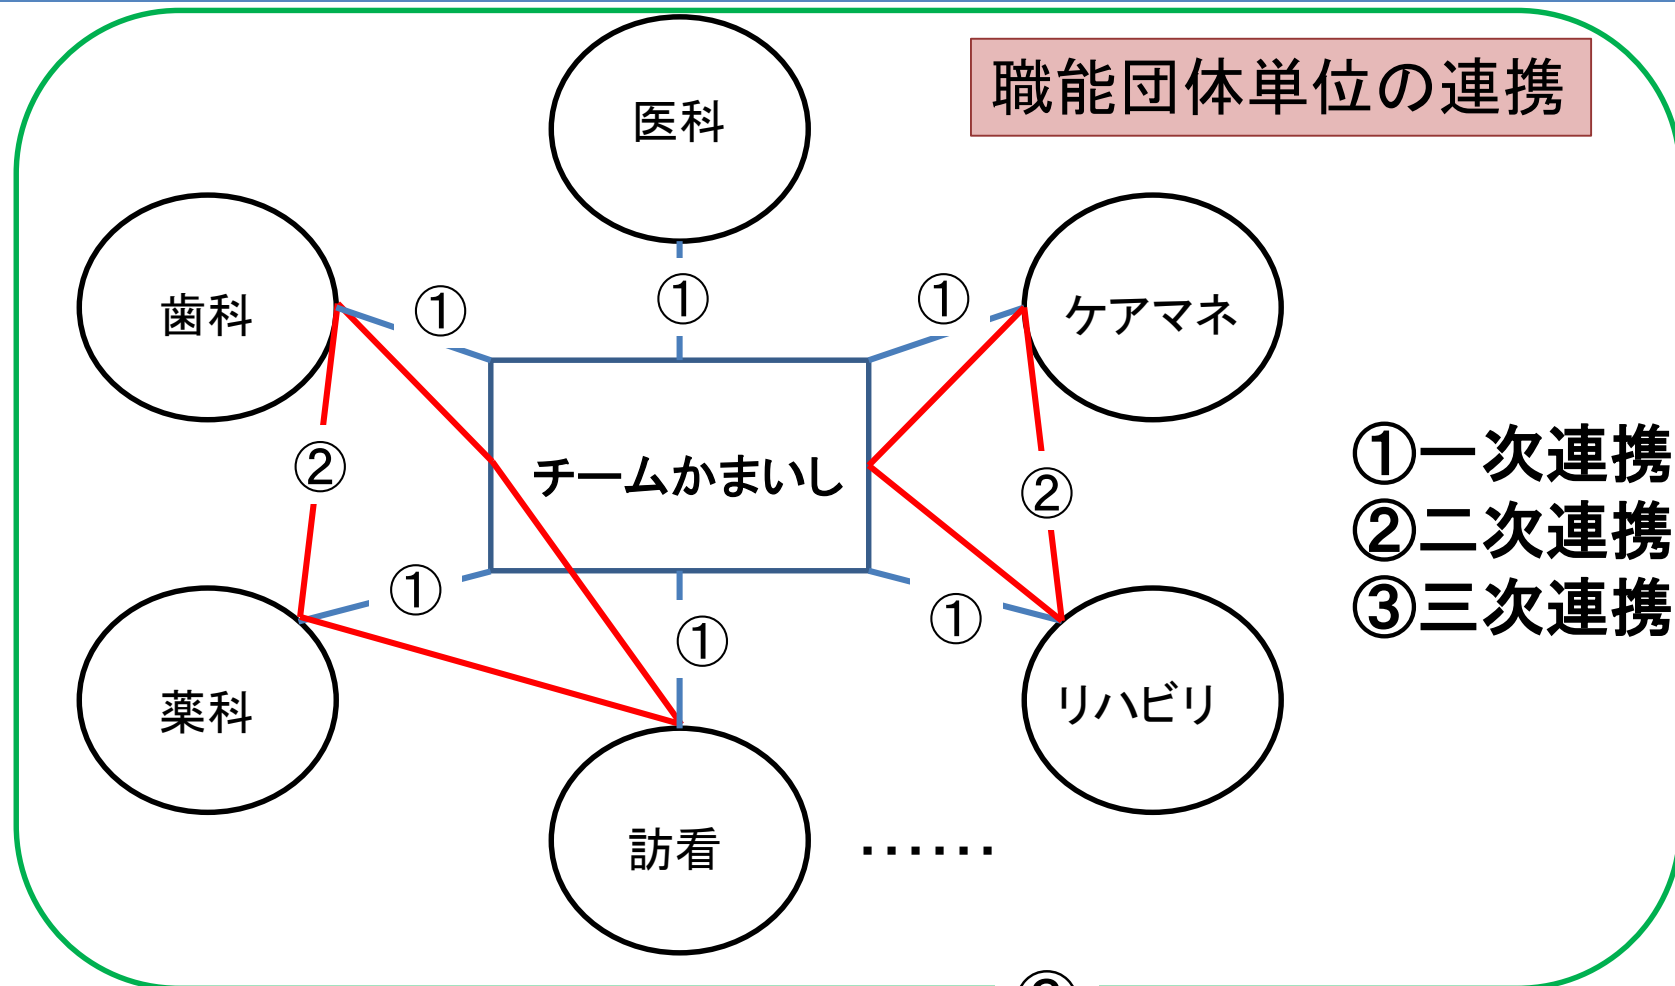 職能団体単位の連携
医科
歯科
ケアマネ
①
①
①
チームかまいし
②
②
①
①
①
薬科
リハビリ
訪看
……
①一次連携
②二次連携
③三次連携